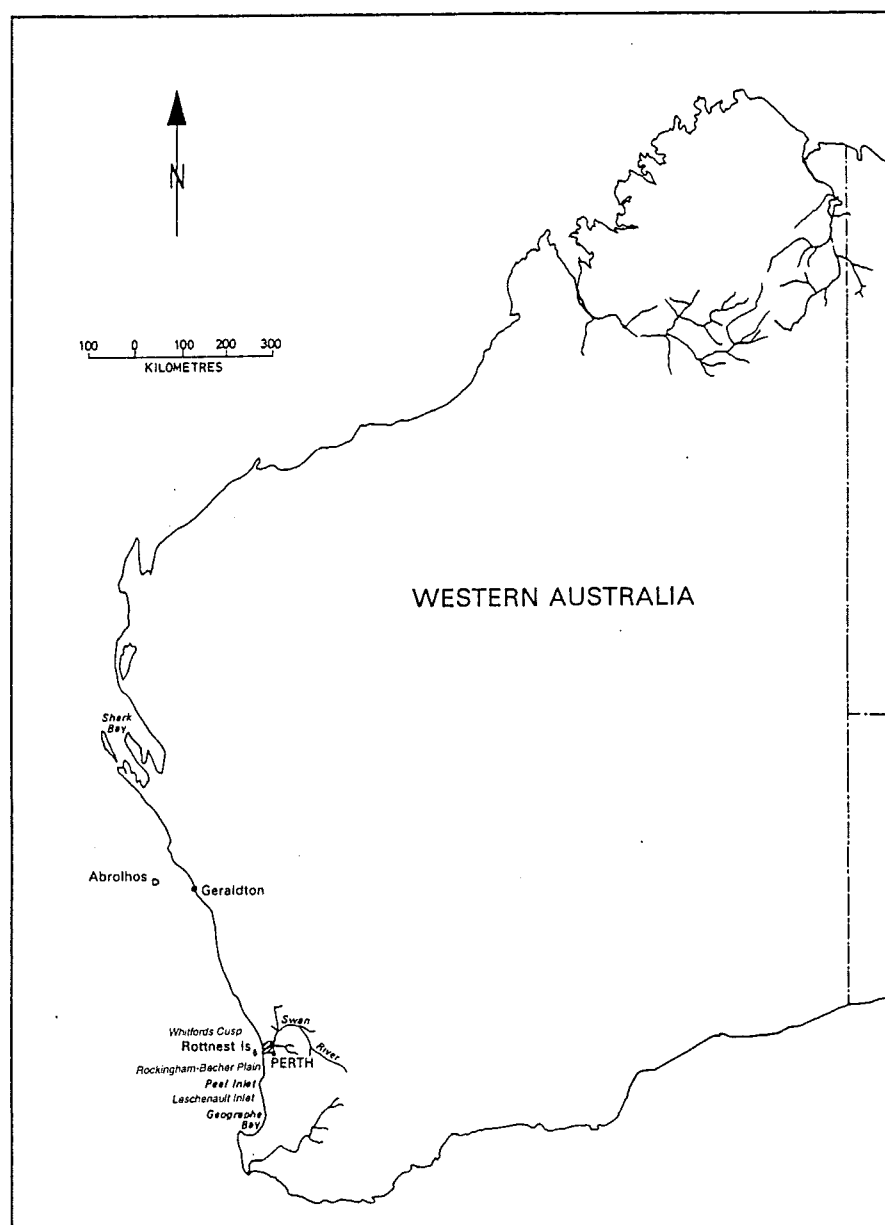 N
100 0 100 200 300
KILOMETRES
WESTERN AUSTRALIA
Shark
Bay
Abrolhos
Geraldton
Whitfords Cusp
Swan
Rottnest Is
River
PERTH
Rockingham-Becher Plain
Peel Inlet
Leschenault Inlet
Geographe
Bay